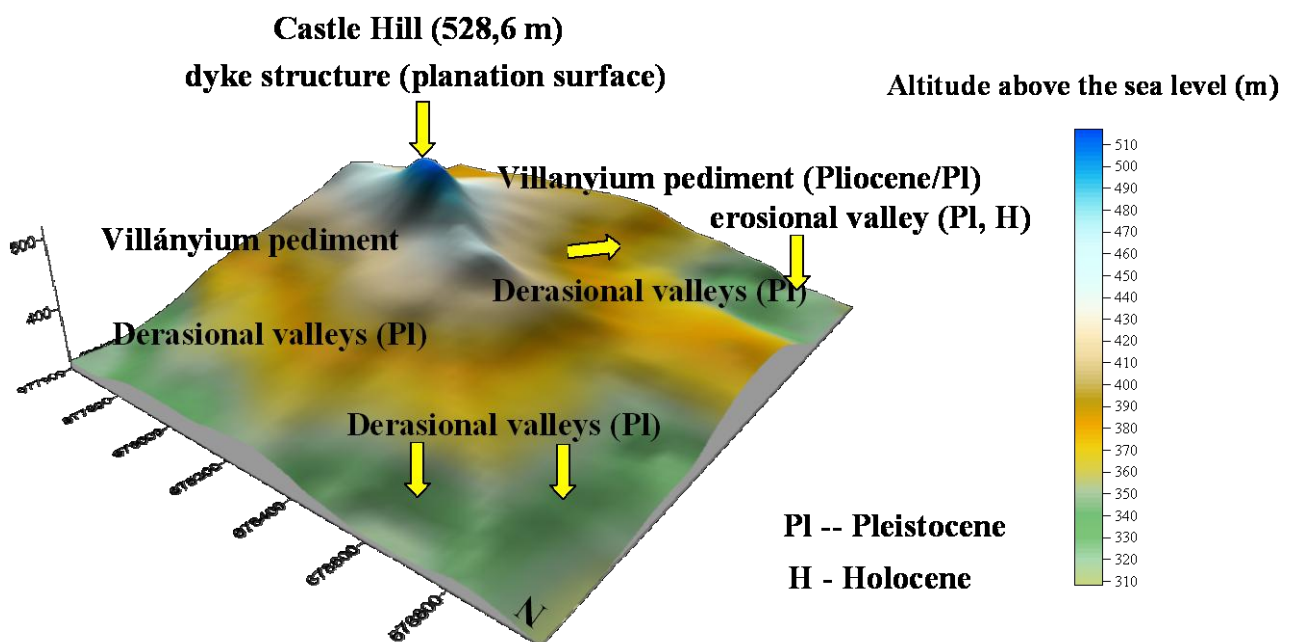 Castle Hill (528,6 m)
dyke structure (planation surface)
Altitude above the sea level (m)
Villanyium pediment (Pliocene/Pl)
erosional valley (Pl, H)
Villányium pediment
Derasional valleys (Pl)
Derasional valleys (Pl)
Derasional valleys (Pl)
Pl -- Pleistocene
H - Holocene
N
500
400
678400
678600
678800
510
500
490
480
470
460
450
440
430
420
410
400
390
380
370
360
350
340
330
320
310